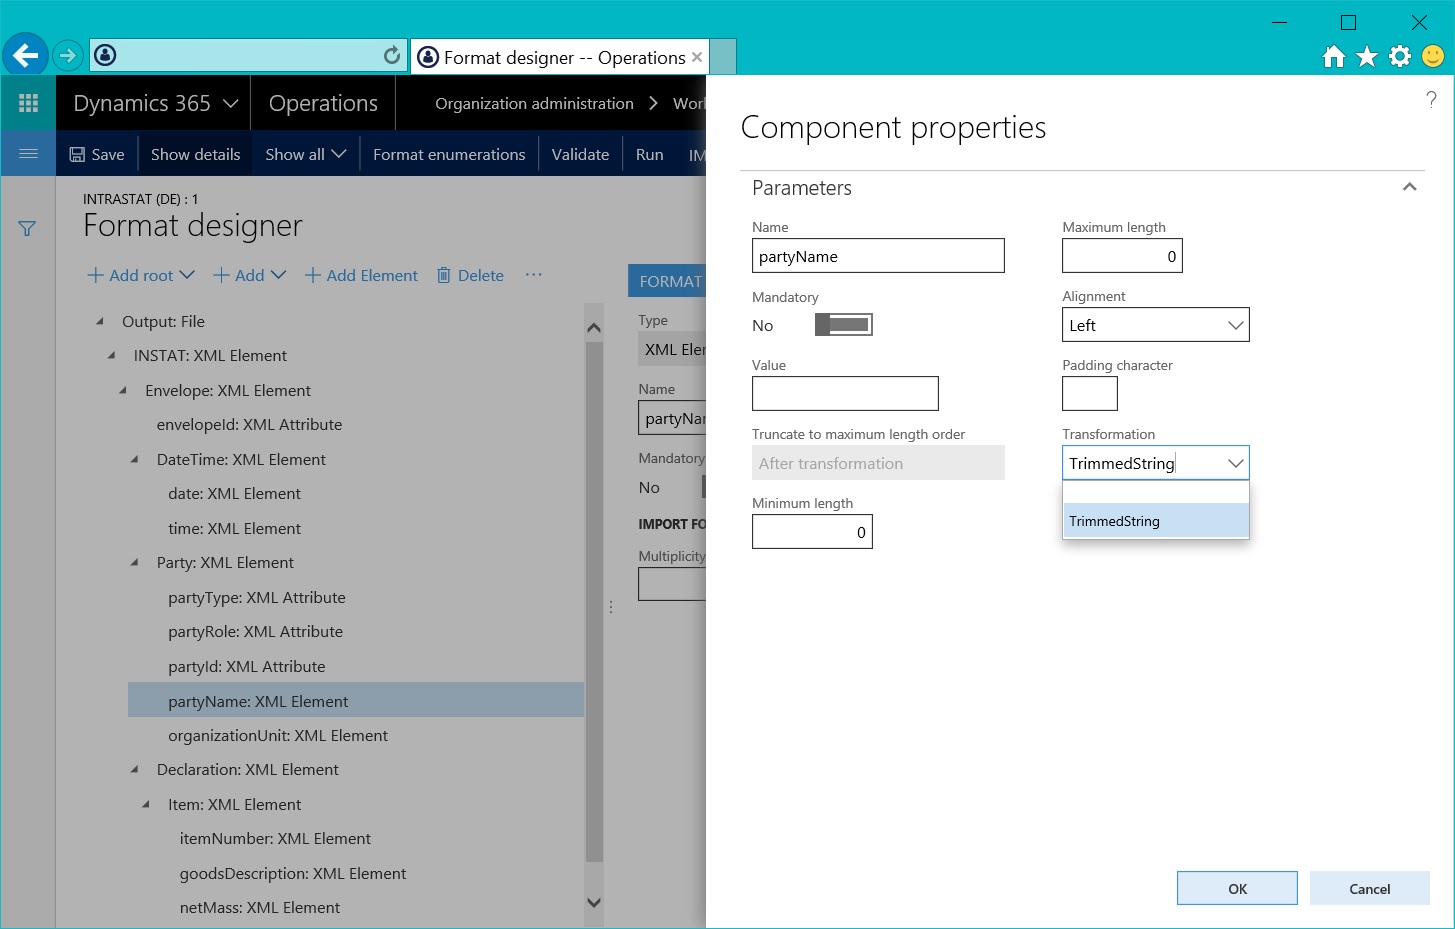 Format designer -- Operations
Dynamics 365
Operations
Organization administration
Save
Show details
Show all
Format enumerations
Validate
Run
INTRASTAT (DE) : 1
Format designer
Add root
Add
Add Element
Delete
...
Output: File
INSTAT: XML Element
Envelope: XML Element
envelopeId: XML Attribute
DateTime: XML Element
date: XML Element
time: XML Element
Party: XML Element
partyType: XML Attribute
partyRole: XML Attribute
partyId: XML Attribute
partyName: XML Element
organizationUnit: XML Element
Declaration: XML Element
Item: XML Element
itemNumber: XML Element
goodsDescription: XML Element
netMass: XML Element
FORMAT
Type
XML Ele
Name
partyNa
Mandatory
No
IMPORT FO
Multiplicity
?
Component properties
Parameters
Name
partyName
Mandatory
No
Value
Truncate to maximum length order
After transformation
Minimum length
0
Maximum length
0
Alignment
Left
Padding character
Transformation
TrimmedString
TrimmedString
OK
Cancel